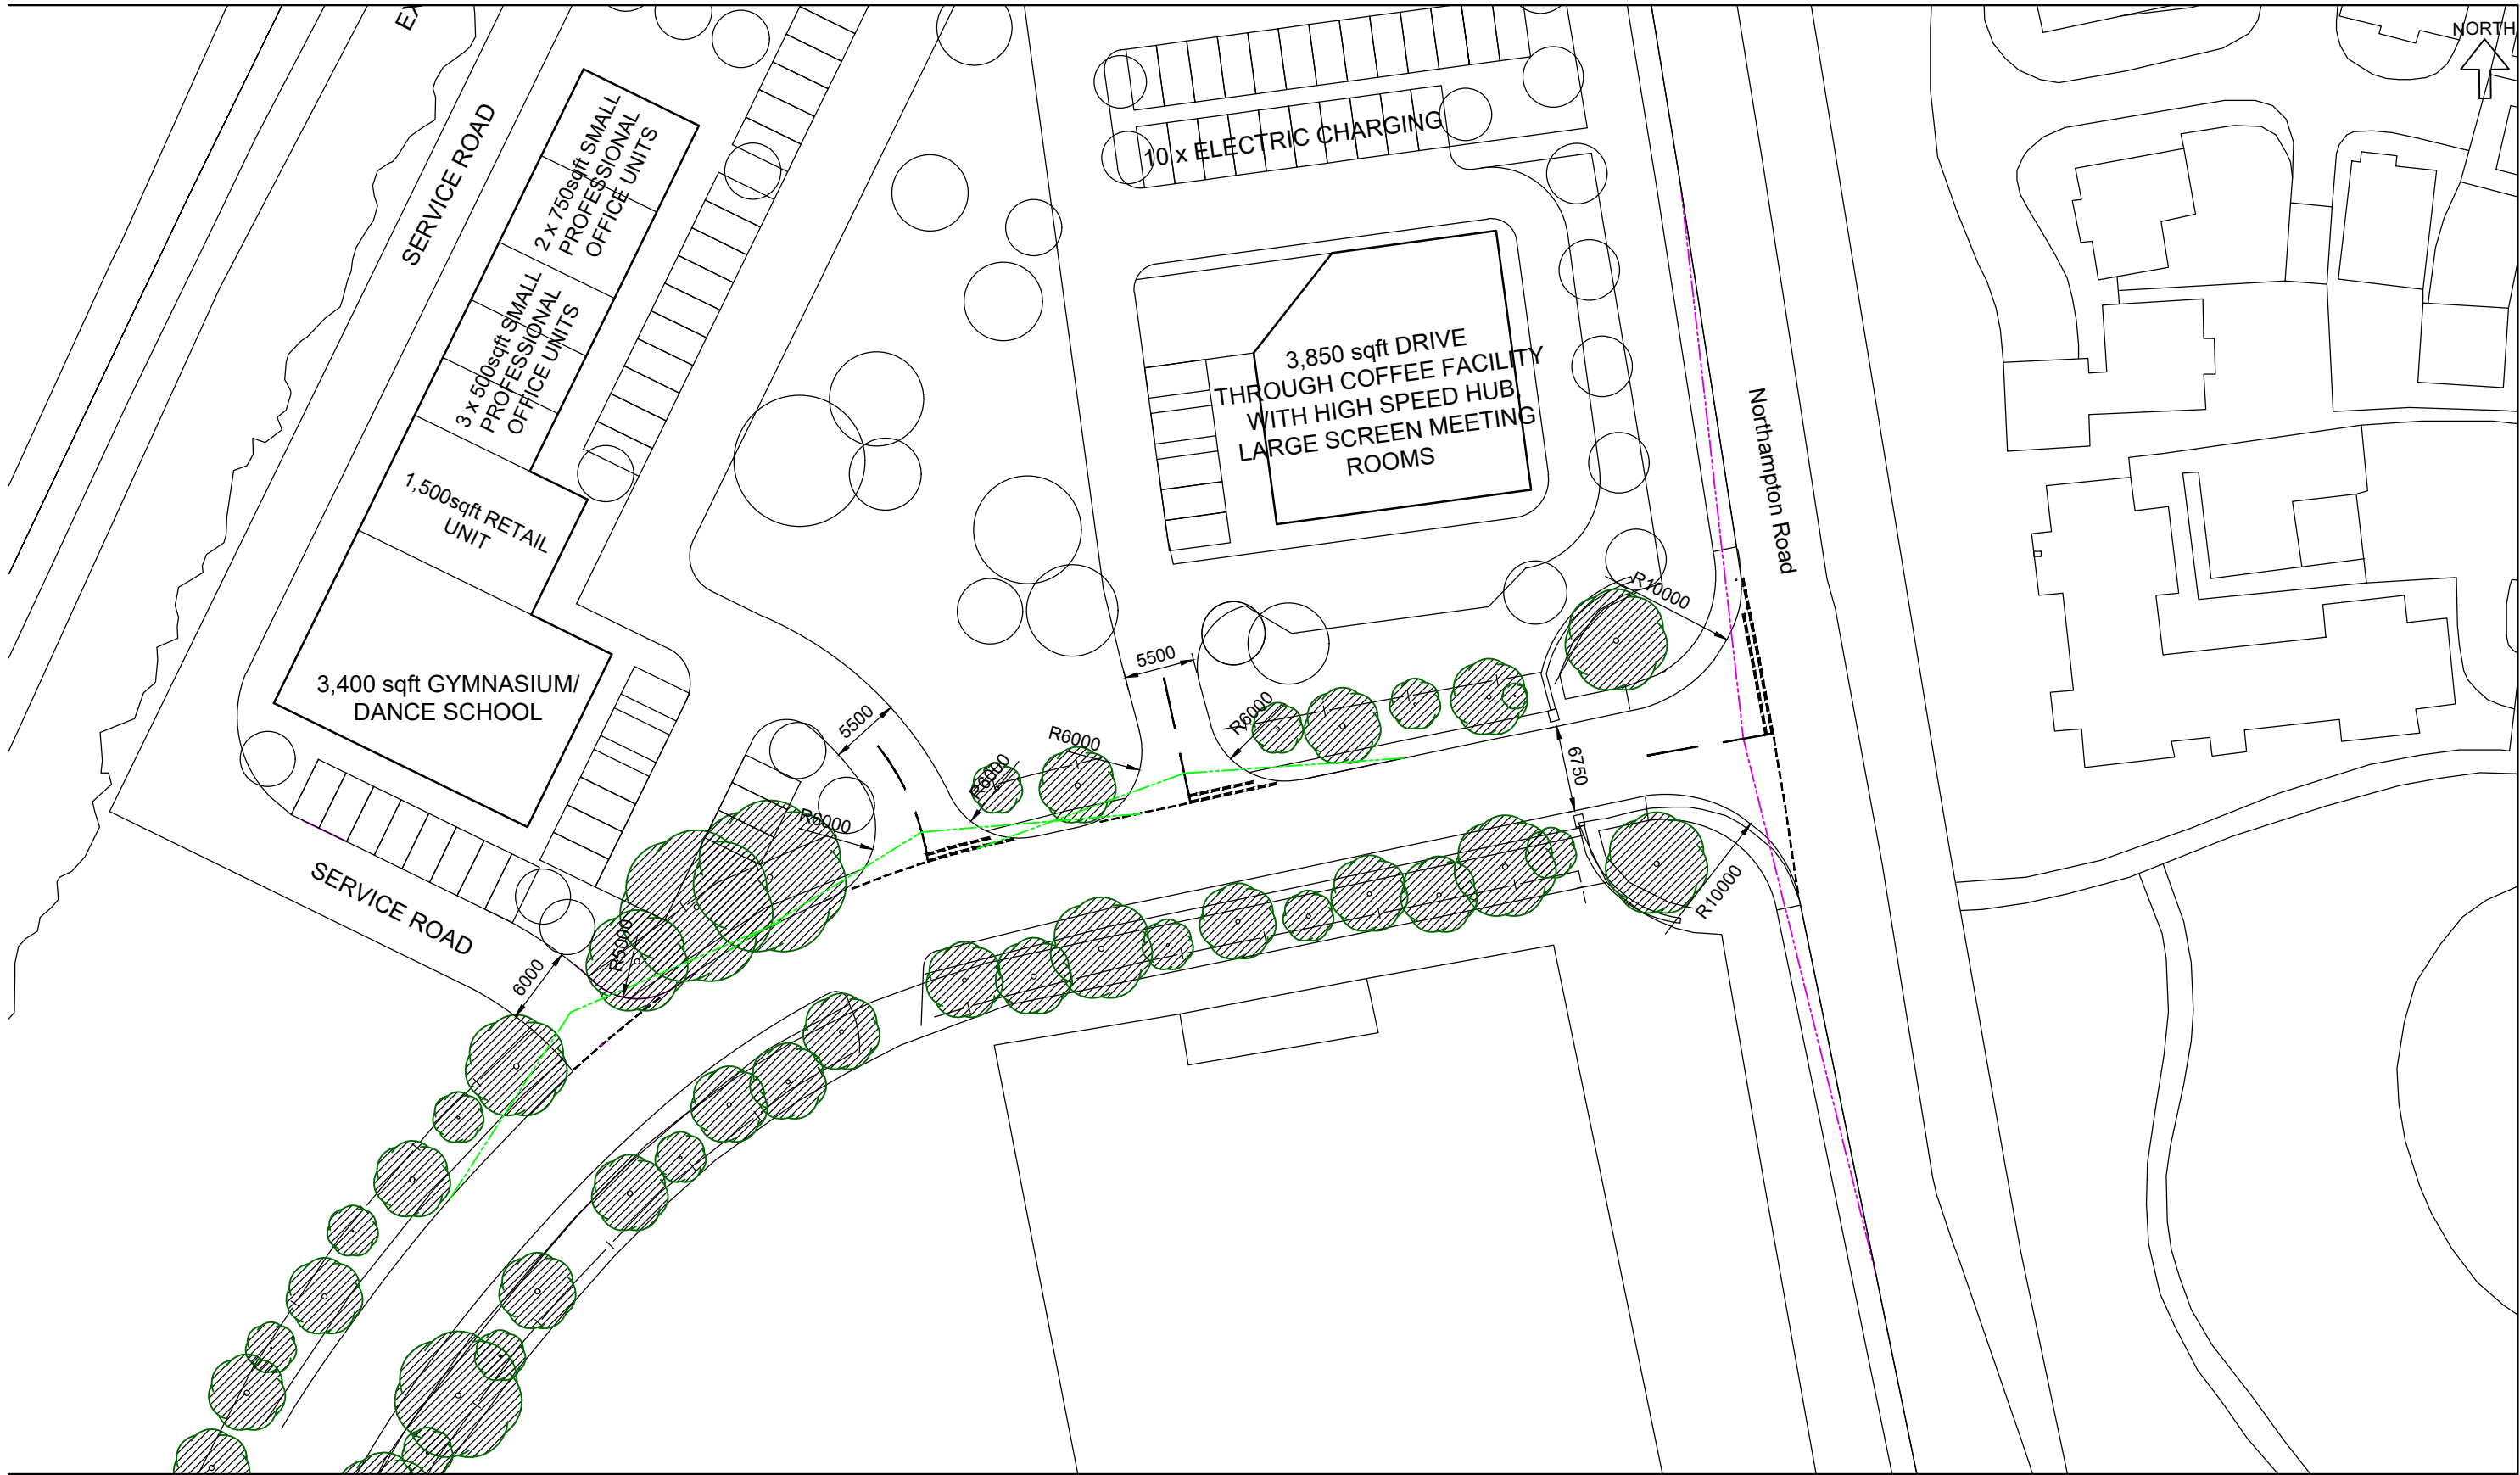 NORTH
SERVICE ROAD
2 x 750sqft SMALL
PROFESSIONAL
OFFICE UNITS
3 x 500sqft SMALL
PROFESSIONAL
OFFICE UNITS
1,500sqft RETAIL
UNIT
3,400 sqft GYMNASIUM/
DANCE SCHOOL
SERVICE ROAD
10 x ELECTRIC CHARGING
3,850 sqft DRIVE
THROUGH COFFEE FACILITY
WITH HIGH SPEED HUB,
LARGE SCREEN MEETING
ROOMS
Northampton Road
R10000
5500
R6000
R6000
5500
R6000
R6000
6750
R10000
R5000
6000